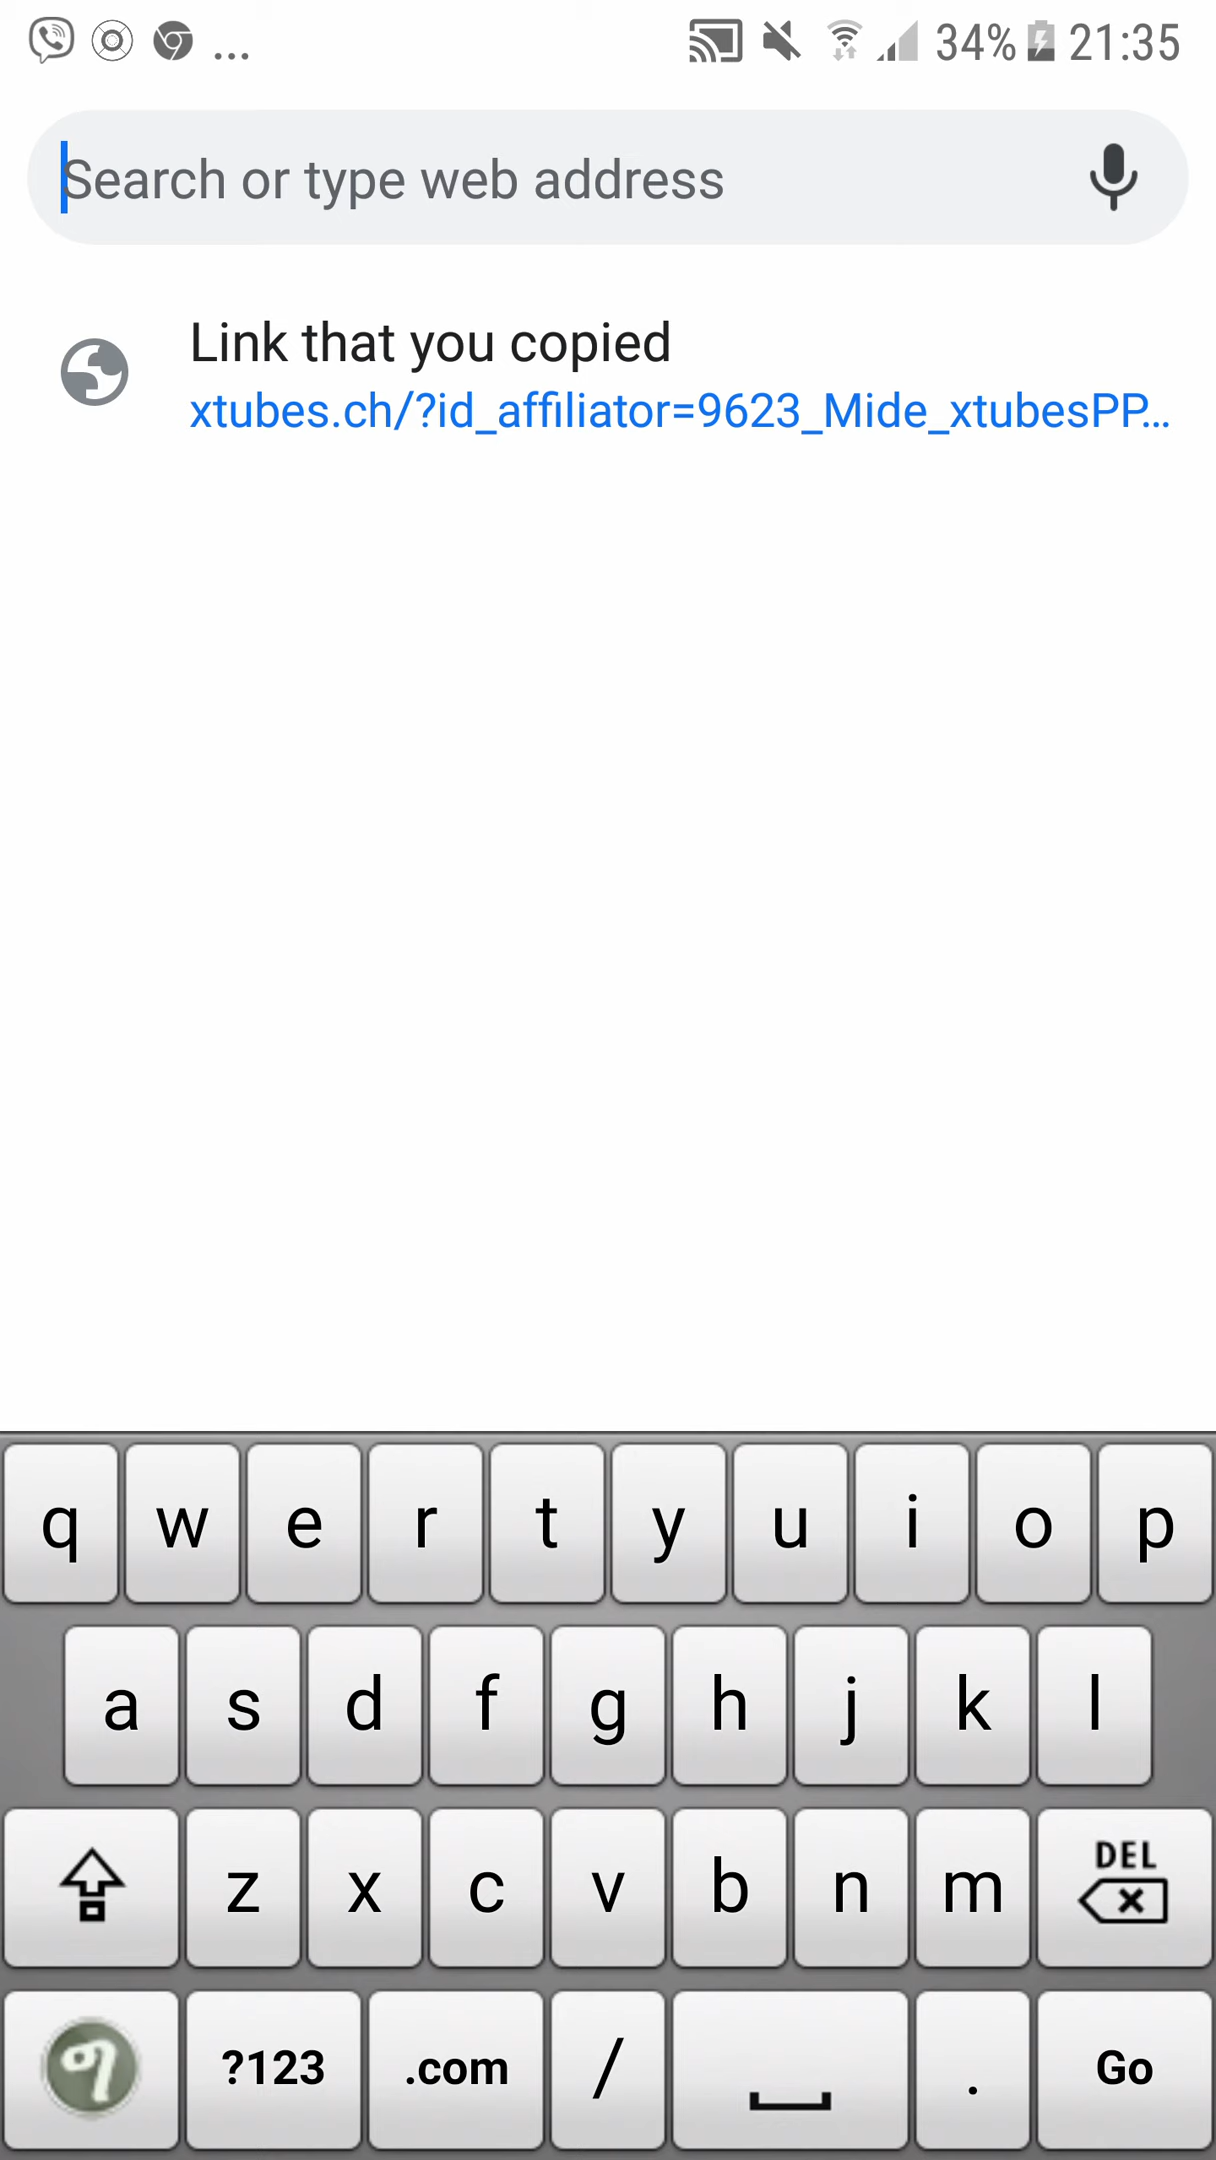 ... 34% 21:35
Search or type web address
Link that you copied
xtubes.ch/?id_affiliator=9623_Mide_xtubesPP...
q w e r t y u i o p
a s d f g h j k l
z x c v b n m DEL
?123 .com / . Go